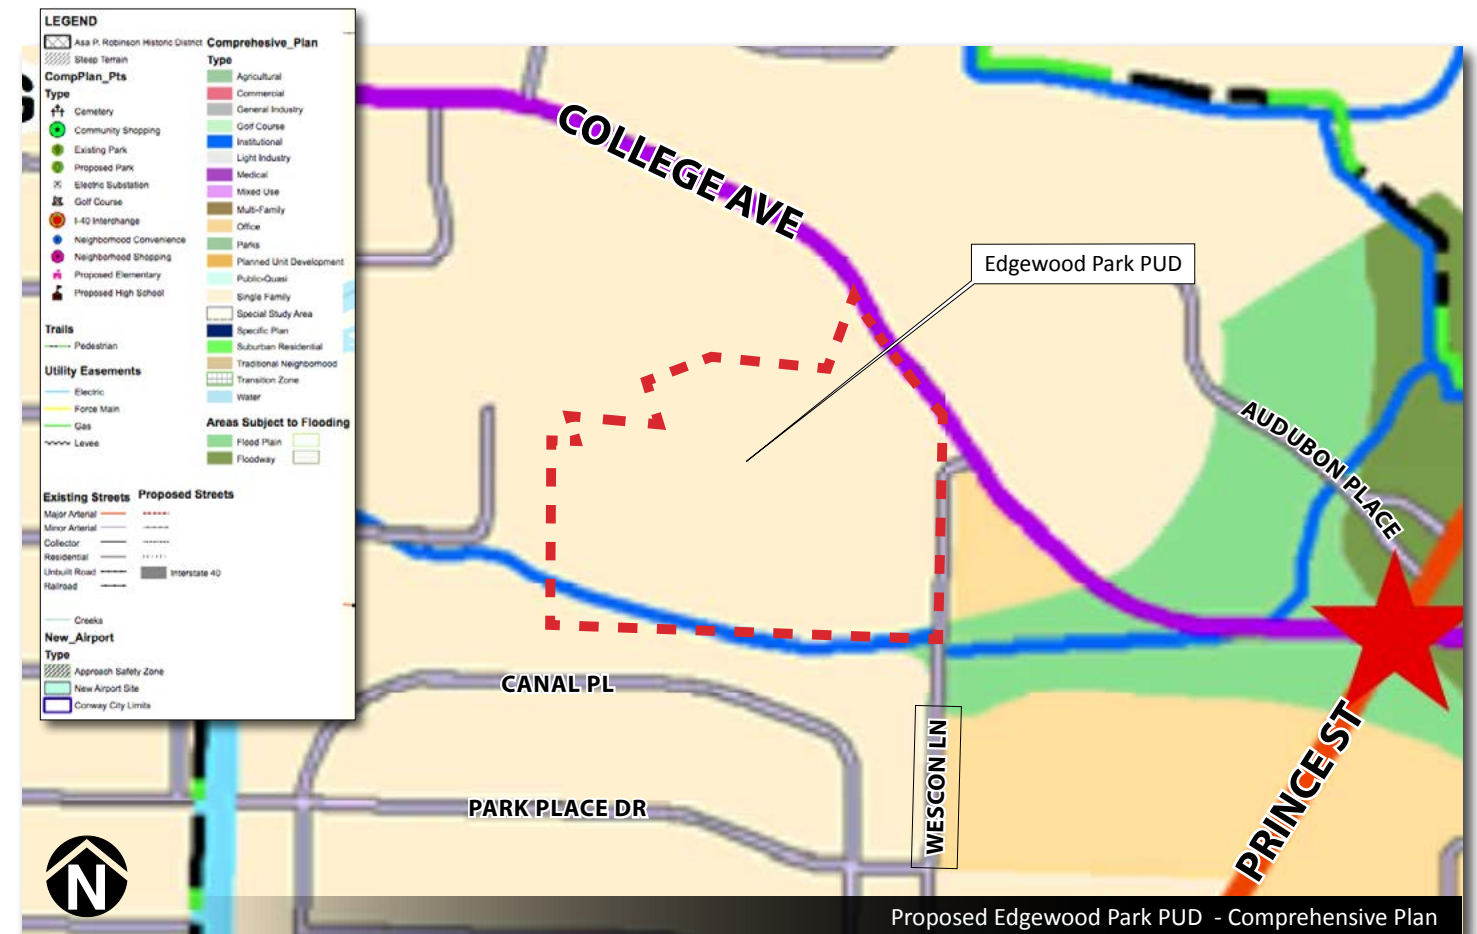 LEGEND
Asa P. Robinson Historic District
Steep Terrain
CompPlan_Pts
Type
Cemetery
Community Shopping
Existing Park
Proposed Park
Electric Substation
Golf Course
I-40 Interchange
Neighborhood Convenience
Neighborhood Shopping
Proposed Elementary
Proposed High School
Trails
Pedestrian
Utility Easements
Electric
Force Main
Gas
Levee
Comprehesive_Plan
Type
Agricultural
Commercial
General Industry
Golf Course
Institutional
Light Industry
Medical
Mixed Use
Multi-Family
Office
Parks
Planned Unit Development
Public-Quasi
Single Family
Special Study Area
Specific Plan
Suburban Residential
Traditional Neighborhood
Transition Zone
Water
Areas Subject to Flooding
Flood Plain
Floodway
Existing Streets
Major Arterial
Minor Arterial
Collector
Residential
Unbuilt Road
Railroad
Proposed Streets
Interstate 40
Creeks
New_Airport
Type
Approach Safety Zone
New Airport Site
Conway City Limits
COLLEGE AVE
Edgewood Park PUD
AUDUBON PLACE
CANAL PL
PARK PLACE DR
WESCON LN
PRINCE ST
N
Proposed Edgewood Park PUD - Comprehensive Plan